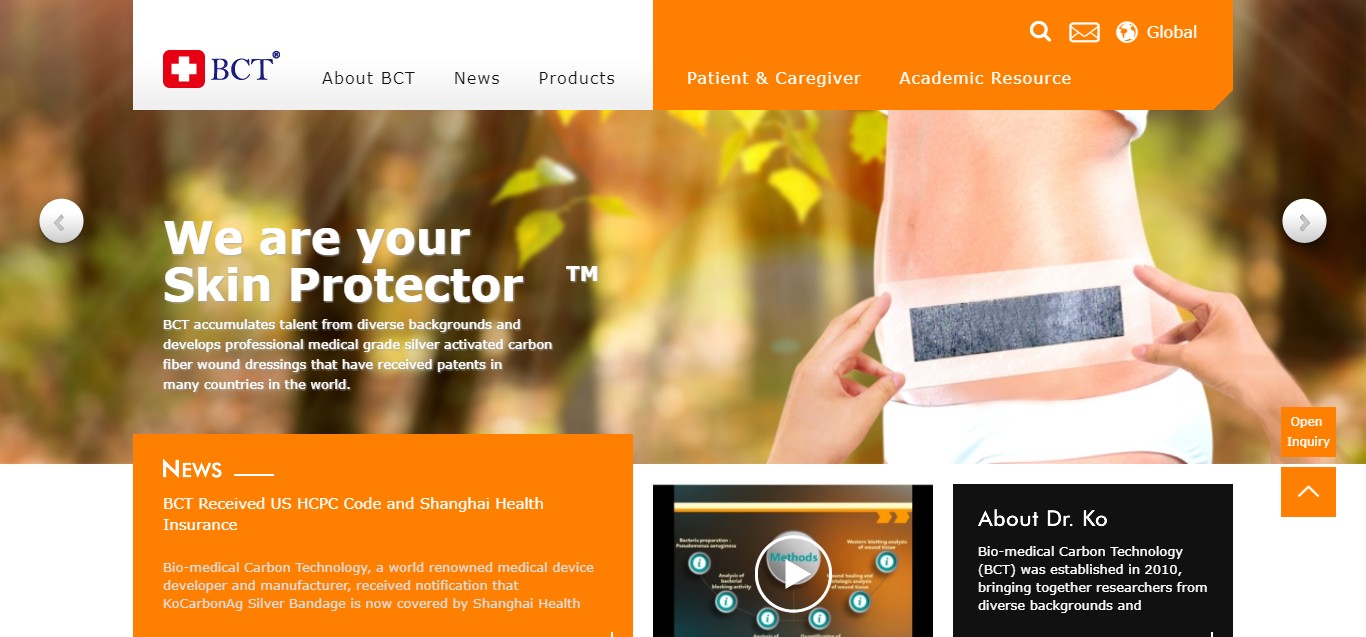 Global
BCT®
About BCT
News
Products
Patient & Caregiver
Academic Resource
We are your
Skin Protector ™
BCT accumulates talent from diverse backgrounds and
develops professional medical grade silver activated carbon
fiber wound dressings that have received patents in
many countries in the world.
Open
Inquiry
News
BCT Received US HCPC Code and Shanghai Health
Insurance
Bio-medical Carbon Technology, a world renowned medical device
developer and manufacturer, received notification that
KoCarbonAg Silver Bandage is now covered by Shanghai Health
Bacteria preparation :
Pseudomonas aeruginosa
Methods
Western blotting analysis
of wound tissue
Analysis of
bacterial
blocking activity
Analysis of
Quantification of
About Dr. Ko
Bio-medical Carbon Technology
(BCT) was established in 2010,
bringing together researchers from
diverse backgrounds and